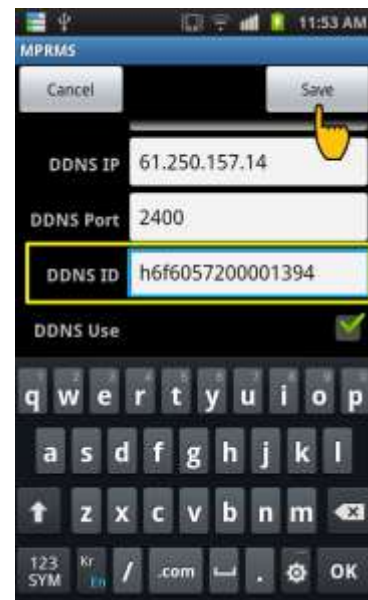 11:53 AM
MPRMS
Cancel Save
DDNS IP 61.250.157.14
DDNS Port 2400
DDNS ID h6f6057200001394
DDNS Use
q w e r t y u i o p
a s d f g h j k l
z x c v b n m
123 SYM Kr En / .com . OK